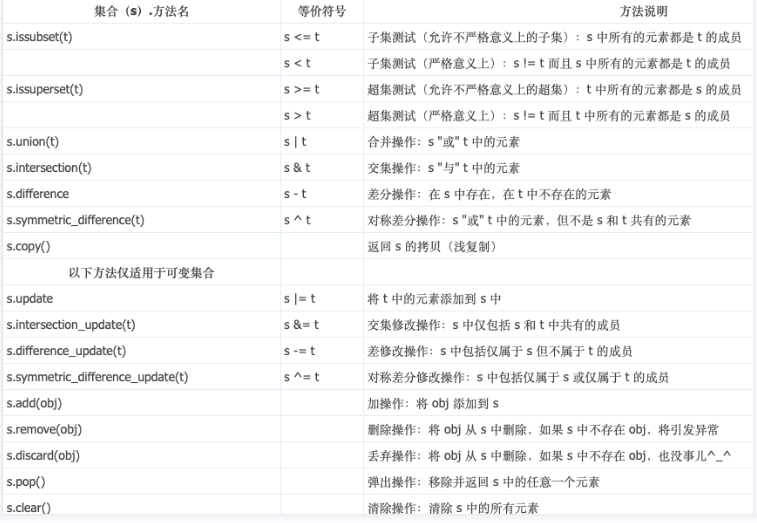 集合（s）.方法名 等价符号 方法说明
s.issubset(t) s <= t 子集测试（允许不严格意义上的子集）：s 中所有的元素都是 t 的成员
s < t 子集测试（严格意义上）：s != t 而且 s 中所有的元素都是 t 的成员
s.issuperset(t) s >= t 超集测试（允许不严格意义上的超集）：t 中所有的元素都是 s 的成员
s > t 超集测试（严格意义上）：s != t 而且 t 中所有的元素都是 s 的成员
s.union(t) s | t 合并操作：s "或" t 中的元素
s.intersection(t) s & t 交集操作：s "与" t 中的元素
s.difference s - t 差分操作：在 s 中存在，在 t 中不存在的元素
s.symmetric_difference(t) s ^ t 对称差分操作：s "或" t 中的元素，但不是 s 和 t 共有的元素
s.copy() 返回 s 的拷贝（浅复制）
以下方法仅适用于可变集合
s.update s |= t 将 t 中的元素添加到 s 中
s.intersection_update(t) s &= t 交集修改操作：s 中仅包括 s 和 t 中共有的成员
s.difference_update(t) s -= t 差修改操作：s 中包括仅属于 s 但不属于 t 的成员
s.symmetric_difference_update(t) s ^= t 对称差分修改操作：s 中包括仅属于 s 或仅属于 t 的成员
s.add(obj) 加操作：将 obj 添加到 s
s.remove(obj) 删除操作：将 obj 从 s 中删除，如果 s 中不存在 obj，将引发异常
s.discard(obj) 丢弃操作：将 obj 从 s 中删除，如果 s 中不存在 obj，也没事儿^_^
s.pop() 弹出操作：移除并返回 s 中的任意一个元素
s.clear() 清除操作：清除 s 中的所有元素